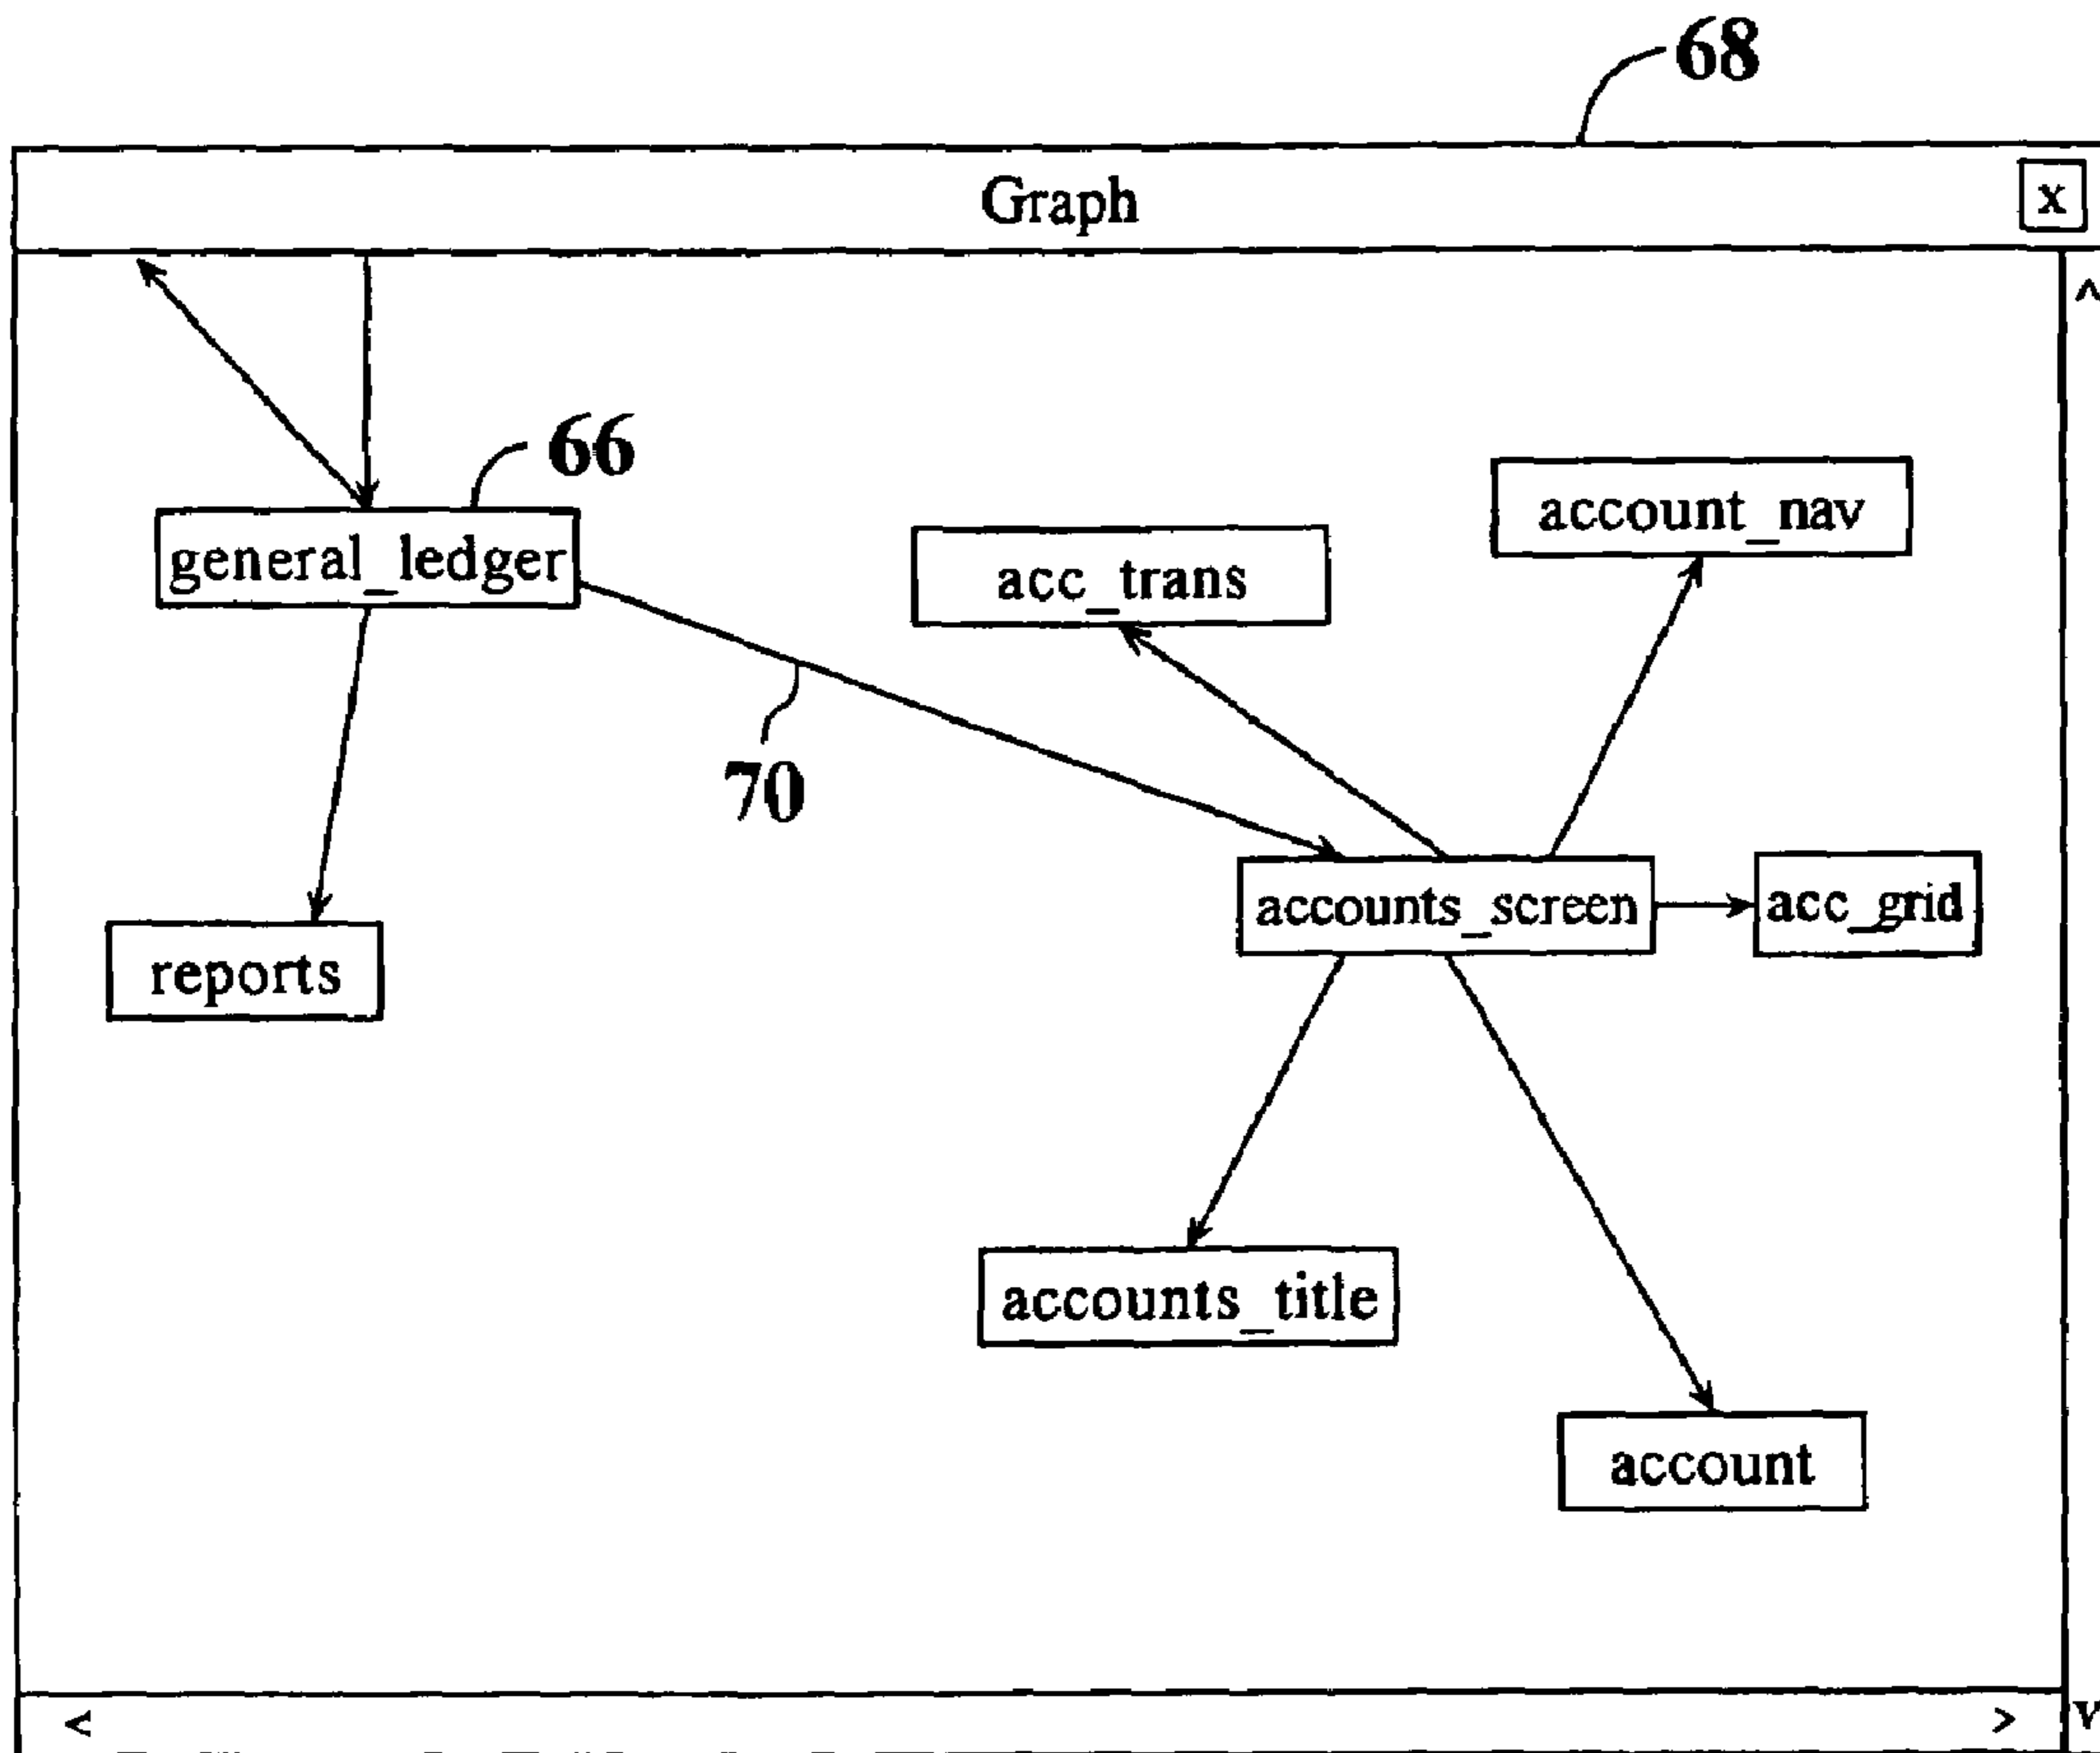 68
Graph
x
^
66
account_nav
general_ledger
acc_trans
70
accounts_screen
acc_grid
reports
accounts_title
account
<
>
v